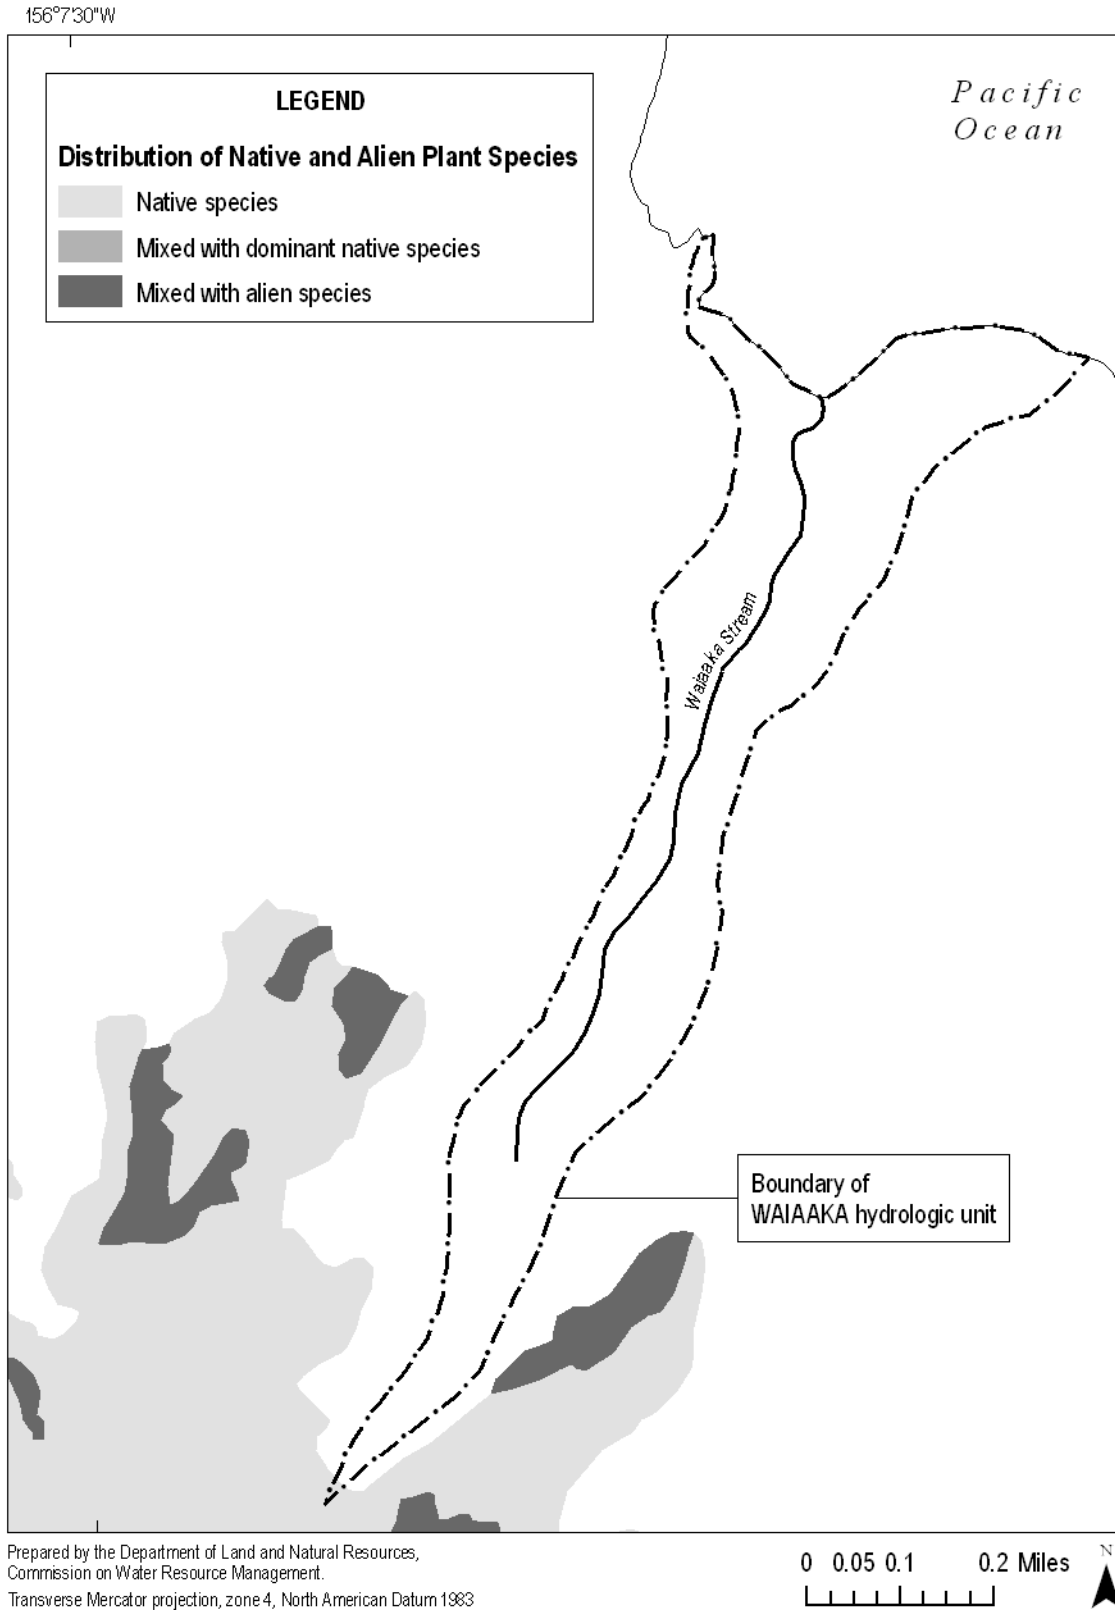 156°7'30"W
Pacific
Ocean
LEGEND
Distribution of Native and Alien Plant Species
Native species
Mixed with dominant native species
Mixed with alien species
Waiaaka Stream
Boundary of
WAIAAKA hydrologic unit
Prepared by the Department of Land and Natural Resources,
Commission on Water Resource Management.
Transverse Mercator projection, zone 4, North American Datum 1983
0 0.05 0.1 0.2 Miles
N